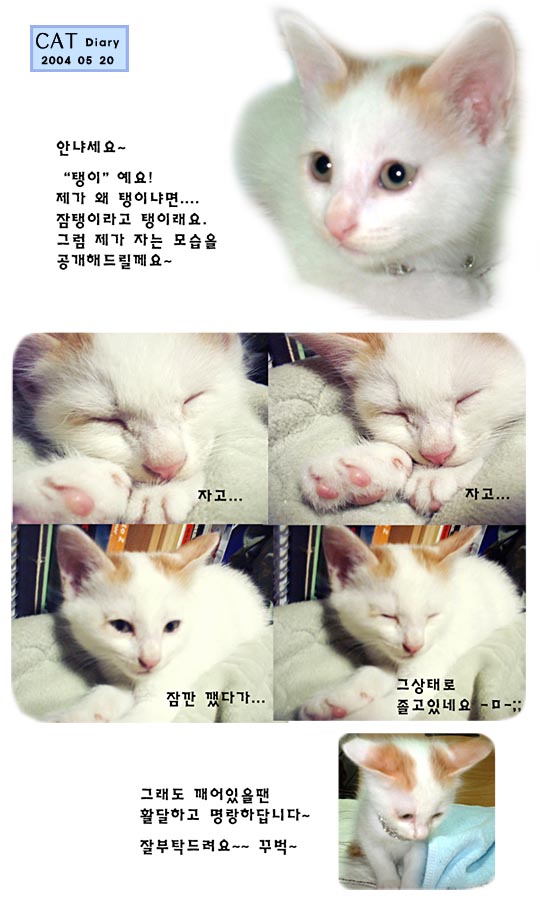 CAT Diary
2004 05 20
안냐세요~
“탱이” 예요!
제가 왜 탱이냐면....
잠탱이라고 탱이래요.
그럼 제가 자는 모습을
공개해드릴께요~
자고...
자고...
잠깐 깼다가...
그상태로
졸고있네요 -ㅁ-;;
그래도 깨어있을땐
활달하고 명랑하답니다~
잘부탁드려요~~ 꾸벅~